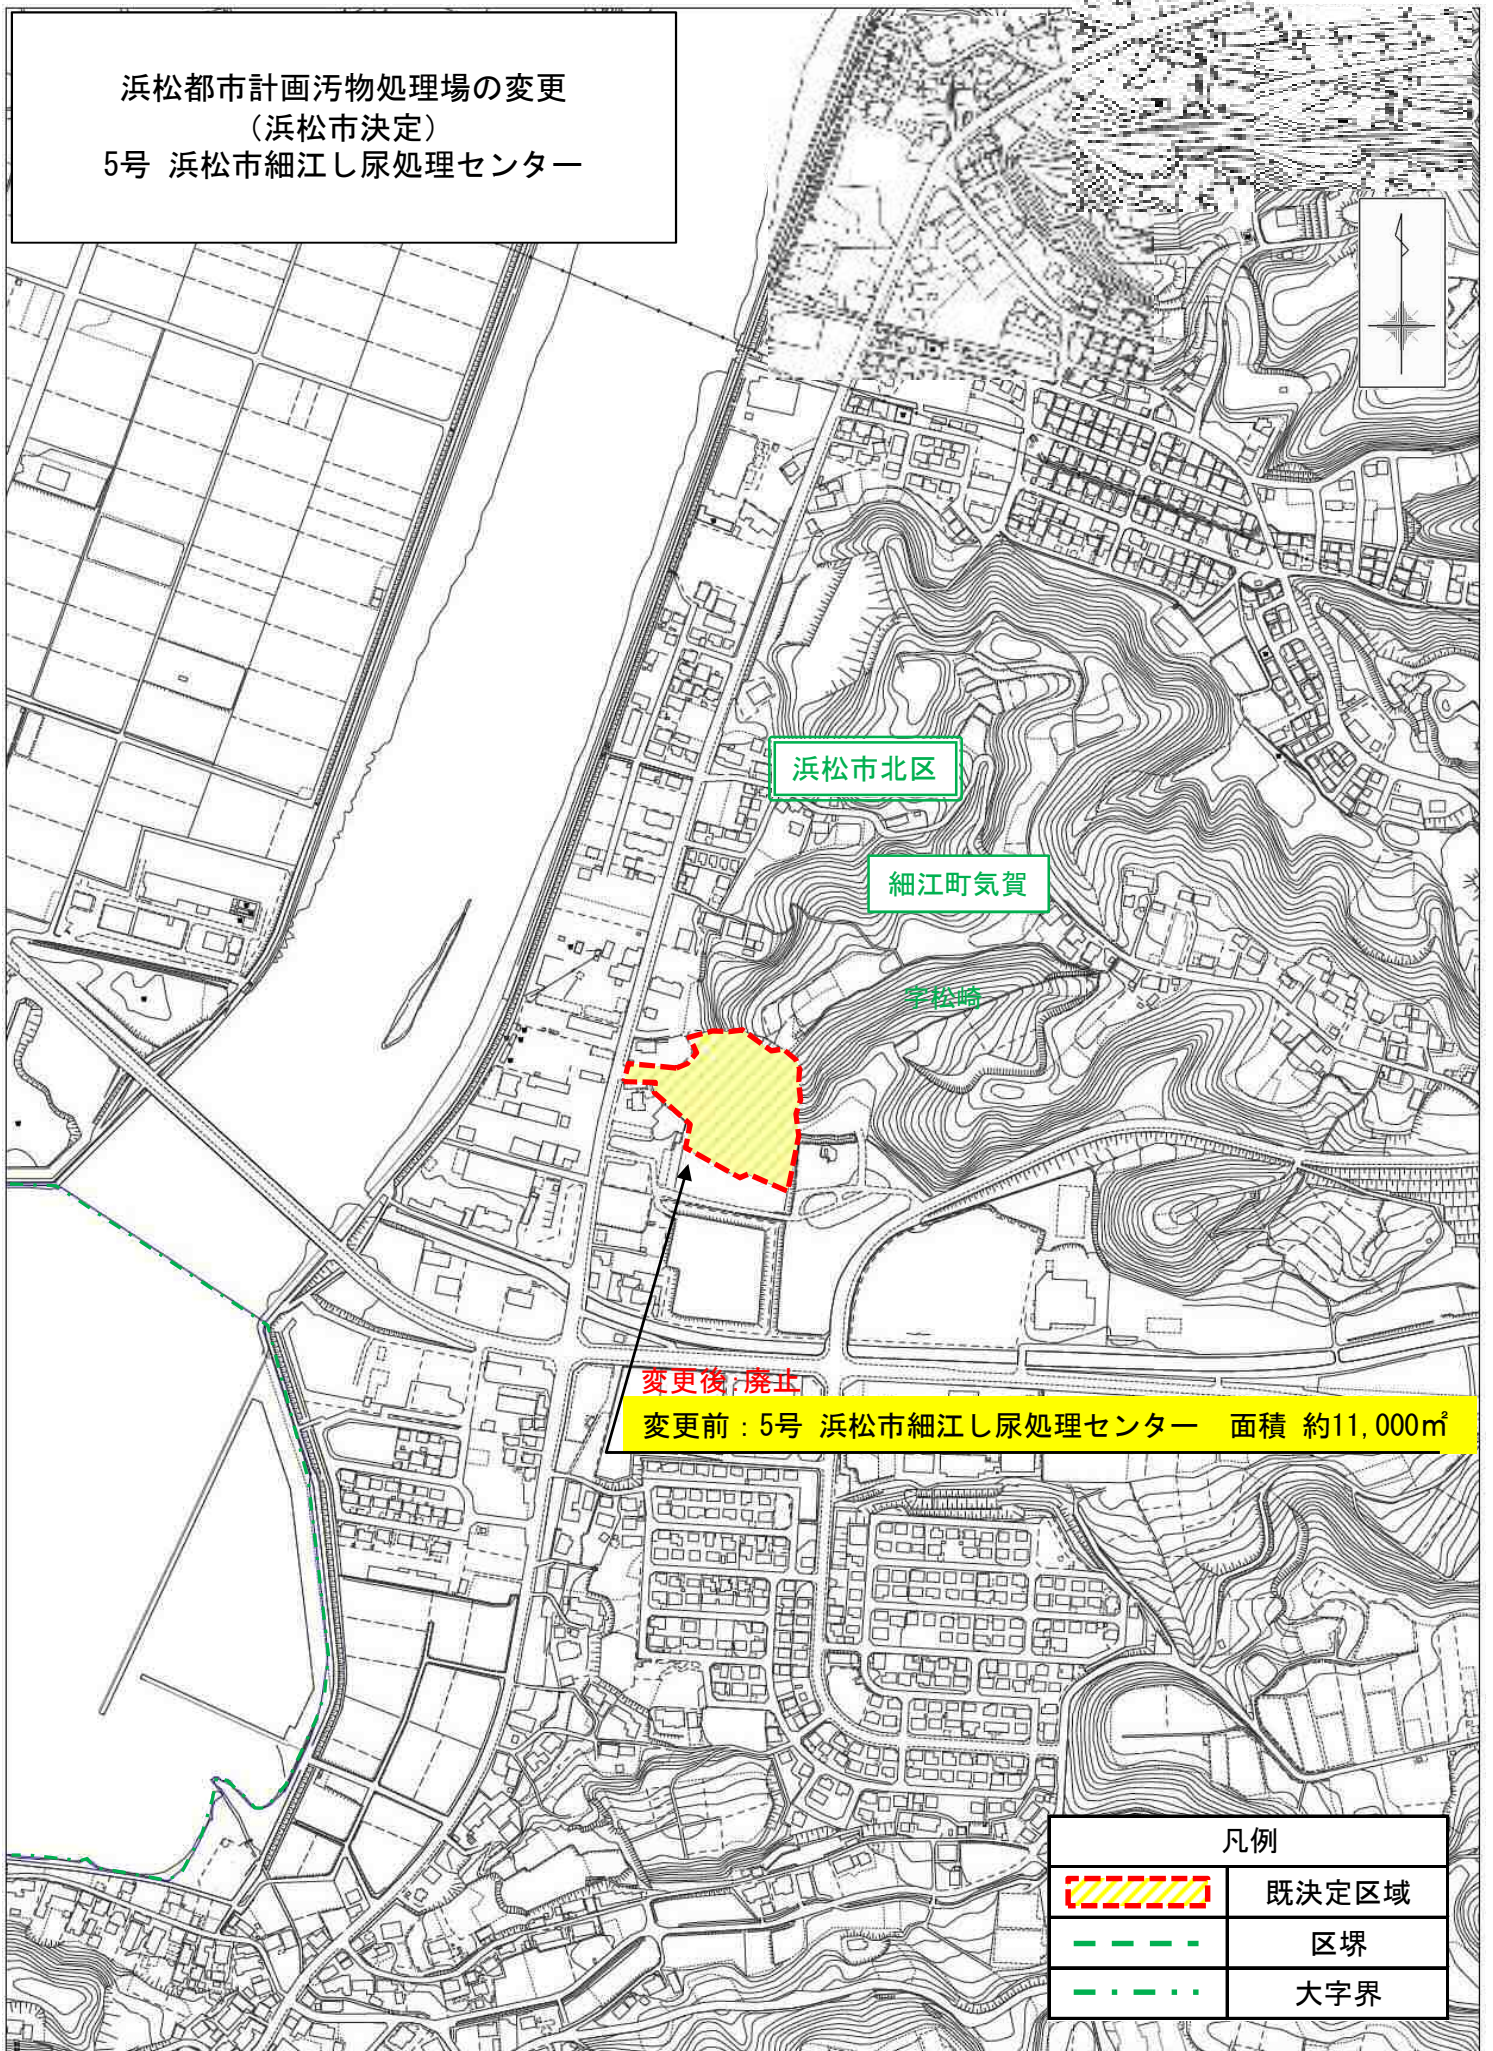 浜松都市計画汚物処理場の変更
（浜松市決定）
5号 浜松市細江し尿処理センター
浜松市北区
細江町気賀
字松崎
変更後：廃止
変更前：5号 浜松市細江し尿処理センター　面積 約11,000㎡
凡例
既決定区域
区堺
大字界